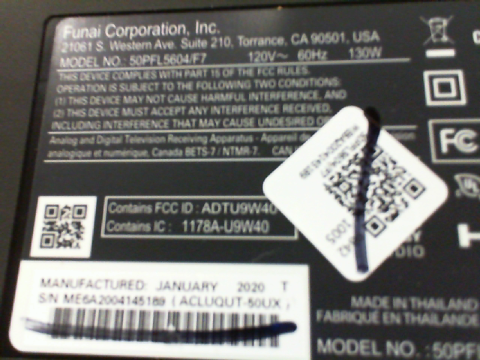 Funai Corporation, Inc.
21061 S. Western Ave. Suite 210, Torrance, CA 90501, USA
MODEL NO.: 50PFL5604/F7 120V~ 60Hz 130W
THIS DEVICE COMPLIES WITH PART 15 OF THE FCC RULES.
OPERATION IS SUBJECT TO THE FOLLOWING TWO CONDITIONS:
(1) THIS DEVICE MAY NOT CAUSE HARMFUL INTERFERENCE, AND
(2) THIS DEVICE MUST ACCEPT ANY INTERFERENCE RECEIVED,
INCLUDING INTERFERENCE THAT MAY CAUSE UNDESIRED
Analog and Digital Television Receiving Apparatus - Appareil de
analogique et numérique, Canada BETS-7 / NTMR-7. CAN
FC
Contains FCC ID : ADTU9W40
Contains IC : 1178A-U9W40
MANUFACTURED: JANUARY 2020 T
S/N ME6A2004145189 (ACLUQUT-50UX)
MADE IN THAILAND
FABRIQUÉ EN THAÏLANDE
MODEL NO.: 50PFL